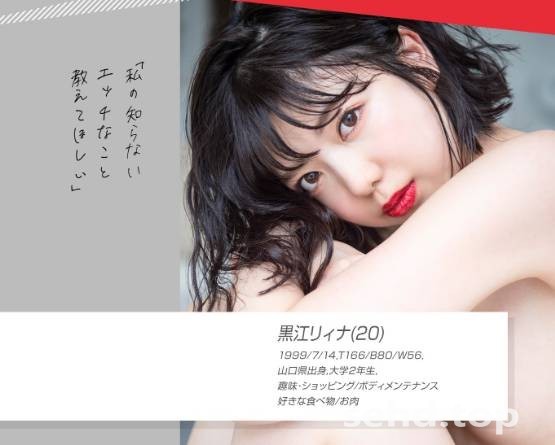 「私の知らない
エッチなこと
教えてほしい」
黒江リィナ(20)
1999/7/14,T166/B80/W56,
山口県出身,大学2年生,
趣味・ショッピング/ボディメンテナンス
好きな食べ物/お肉